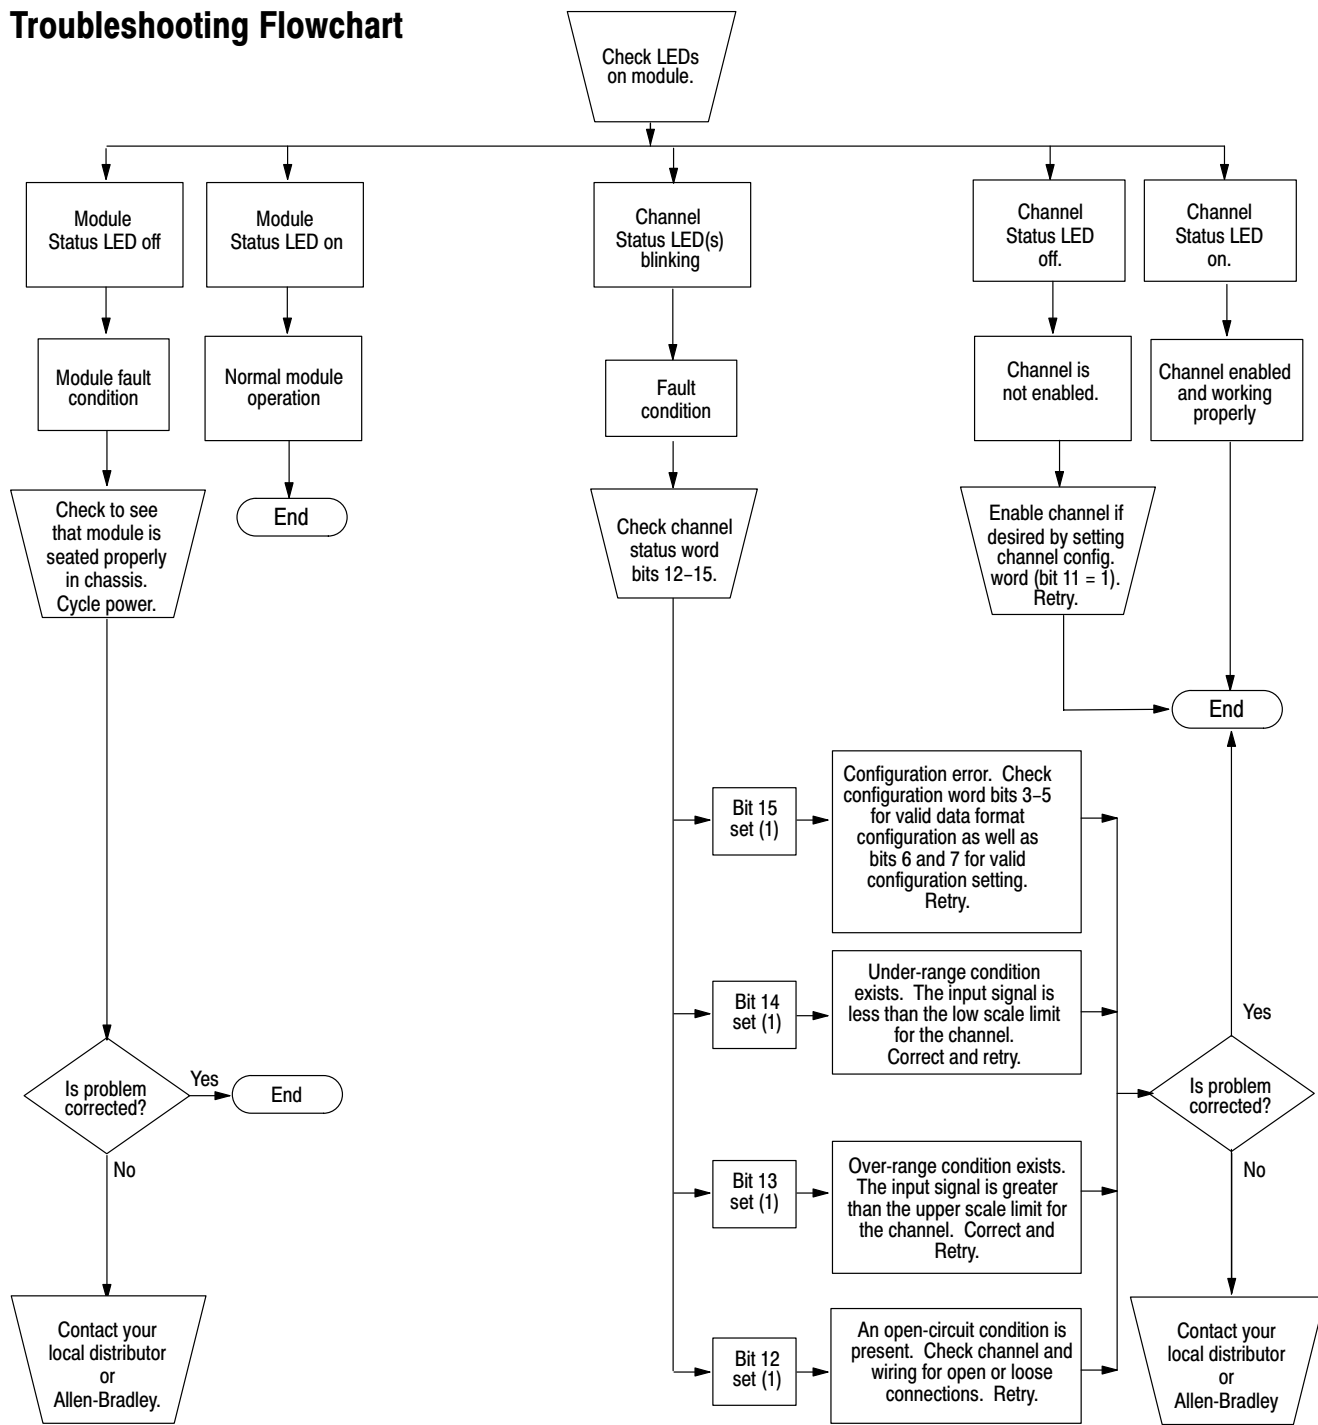 Troubleshooting Flowchart
Check LEDs
on module.
Module
Status LED off
Module
Status LED on
Channel
Status LED(s)
blinking
Channel
Status LED
off.
Channel
Status LED
on.
Module fault
condition
Normal module
operation
Fault
condition
Channel is
not enabled.
Channel enabled
and working
properly
Check to see
that module is
seated properly
in chassis.
Cycle power.
End
Check channel
status word
bits 12–15.
Enable channel if
desired by setting
channel config.
word (bit 11 = 1).
Retry.
End
Bit 15
set (1)
Configuration error.  Check
configuration word bits 3–5
for valid data format
configuration as well as
bits 6 and 7 for valid
configuration setting.
Retry.
Bit 14
set (1)
Under-range condition
exists.  The input signal is
less than the low scale limit
for the channel.
Correct and retry.
Yes
Is problem
corrected?
Yes
End
Is problem
corrected?
No
Bit 13
set (1)
Over-range condition exists.
The input signal is greater
than the upper scale limit for
the channel.  Correct and
Retry.
No
Contact your
local distributor
or
Allen-Bradley.
Bit 12
set (1)
An open-circuit condition is
present.  Check channel and
wiring for open or loose
connections.  Retry.
Contact your
local distributor
or
Allen-Bradley